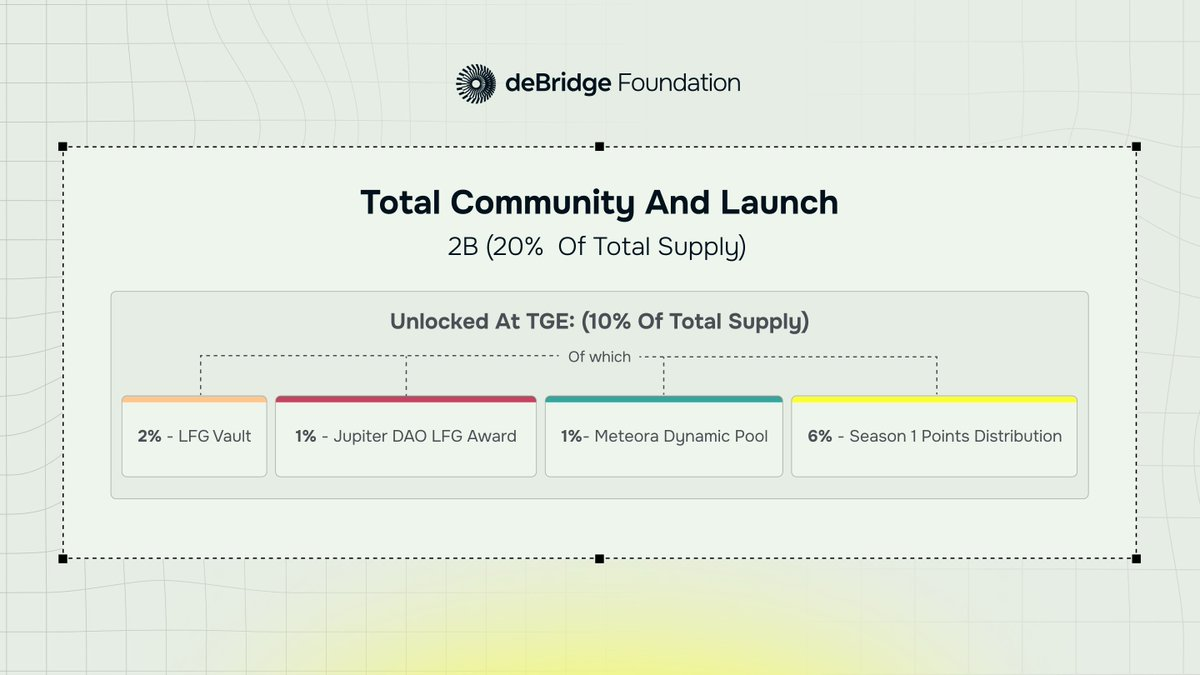 deBridge Foundation
Total Community And Launch
2B (20% Of Total Supply)
Unlocked At TGE: (10% Of Total Supply)
Of which
2% - LFG Vault
1% - Jupiter DAO LFG Award
1%- Meteora Dynamic Pool
6% - Season 1 Points Distribution